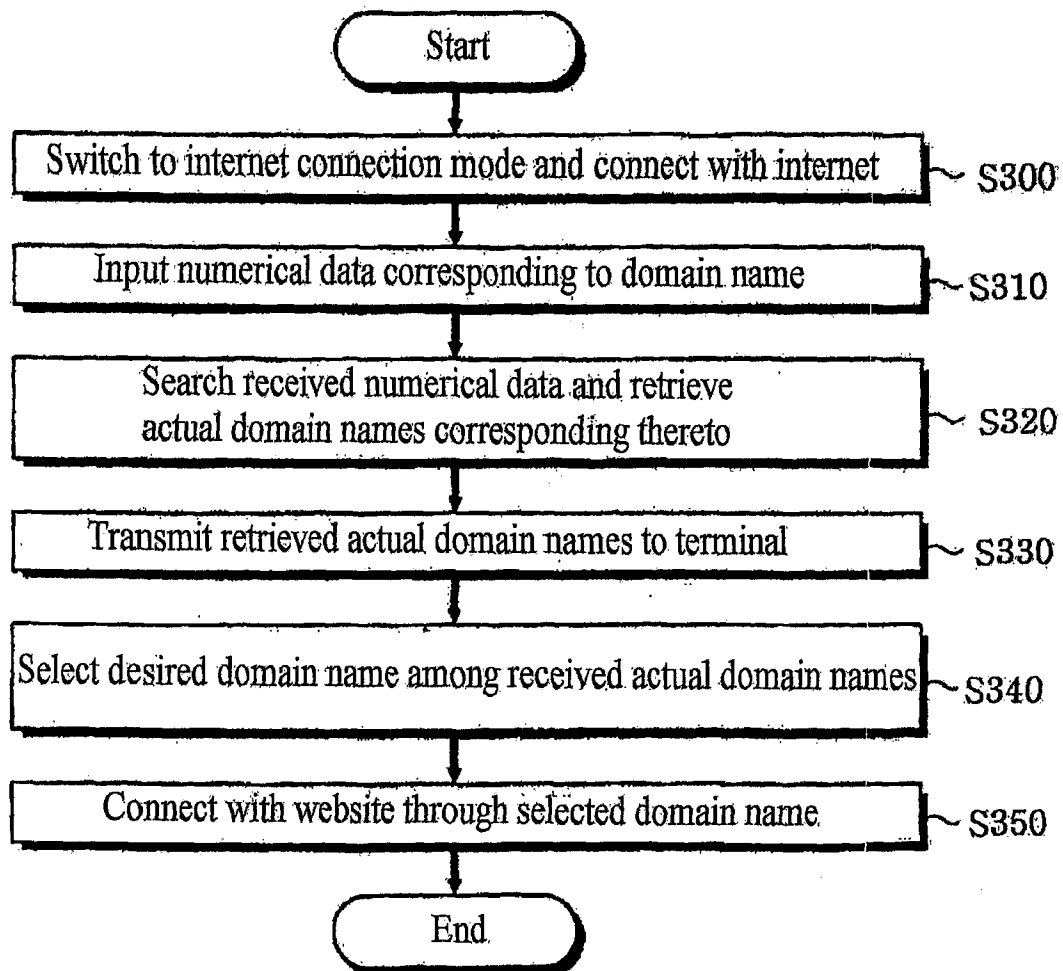 Start
Switch to internet connection mode and connect with internet
S300
Input numerical data corresponding to domain name
S310
Search received numerical data and retrieve
actual domain names corresponding thereto
S320
Transmit retrieved actual domain names to terminal
S330
Select desired domain name among received actual domain names
S340
Connect with website through selected domain name
S350
End